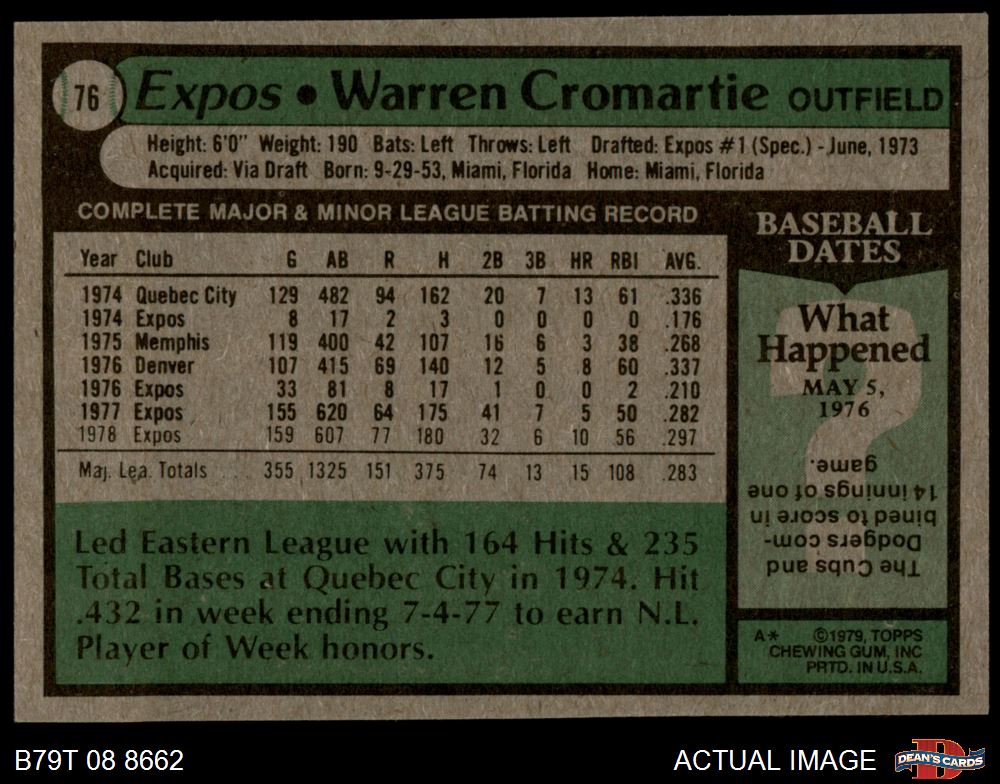 76 Expos • Warren Cromartie OUTFIELD
Height: 6'0" Weight: 190 Bats: Left Throws: Left Drafted: Expos #1 (Spec.) - June, 1973
Acquired: Via Draft Born: 9-29-53, Miami, Florida Home: Miami, Florida
COMPLETE MAJOR & MINOR LEAGUE BATTING RECORD
Year Club G AB R H 2B 3B HR RBI AVG.
1974 Quebec City 129 482 94 162 20 7 13 61 .336
1974 Expos 8 17 2 3 0 0 0 0 .176
1975 Memphis 119 400 42 107 16 6 3 38 .268
1976 Denver 107 415 69 140 12 5 8 60 .337
1976 Expos 33 81 8 17 1 0 0 2 .210
1977 Expos 155 620 64 175 41 7 5 50 .282
1978 Expos 159 607 77 180 32 6 10 56 .297
Maj. Lea. Totals 355 1325 151 375 74 13 15 108 .283
Led Eastern League with 164 Hits & 235
Total Bases at Quebec City in 1974. Hit
.432 in week ending 7-4-77 to earn N.L.
Player of Week honors.
BASEBALL
DATES
What
Happened
MAY 5,
1976
?
The Cubs and
Dodgers com-
bined to score in
14 innings of one
game.
A* ©1979, TOPPS
CHEWING GUM, INC
PRTD. IN U.S.A.
B79T 08 8662
ACTUAL IMAGE
D
DEAN'S CARDS